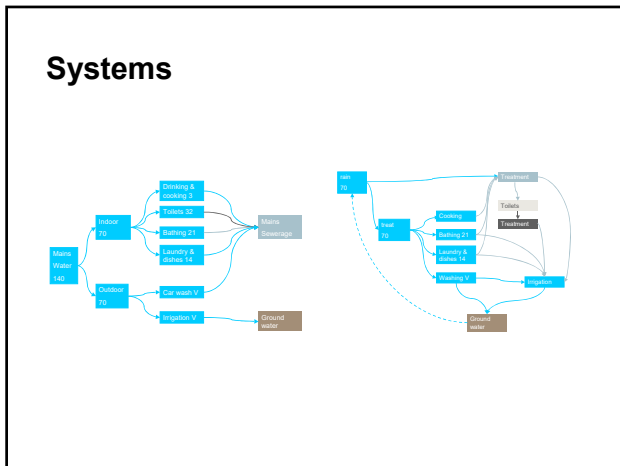 Systems
Mains
Water
140
Indoor
70
Outdoor
70
Drinking &
cooking 3
Toilets 32
Bathing 21
Laundry &
dishes 14
Car wash V
Irrigation V
Mains
Sewerage
Ground
water
rain
70
treat
70
Cooking
Bathing 21
Laundry &
dishes 14
Washing V
Treatment
Toilets
Treatment
Irrigation
Ground
water